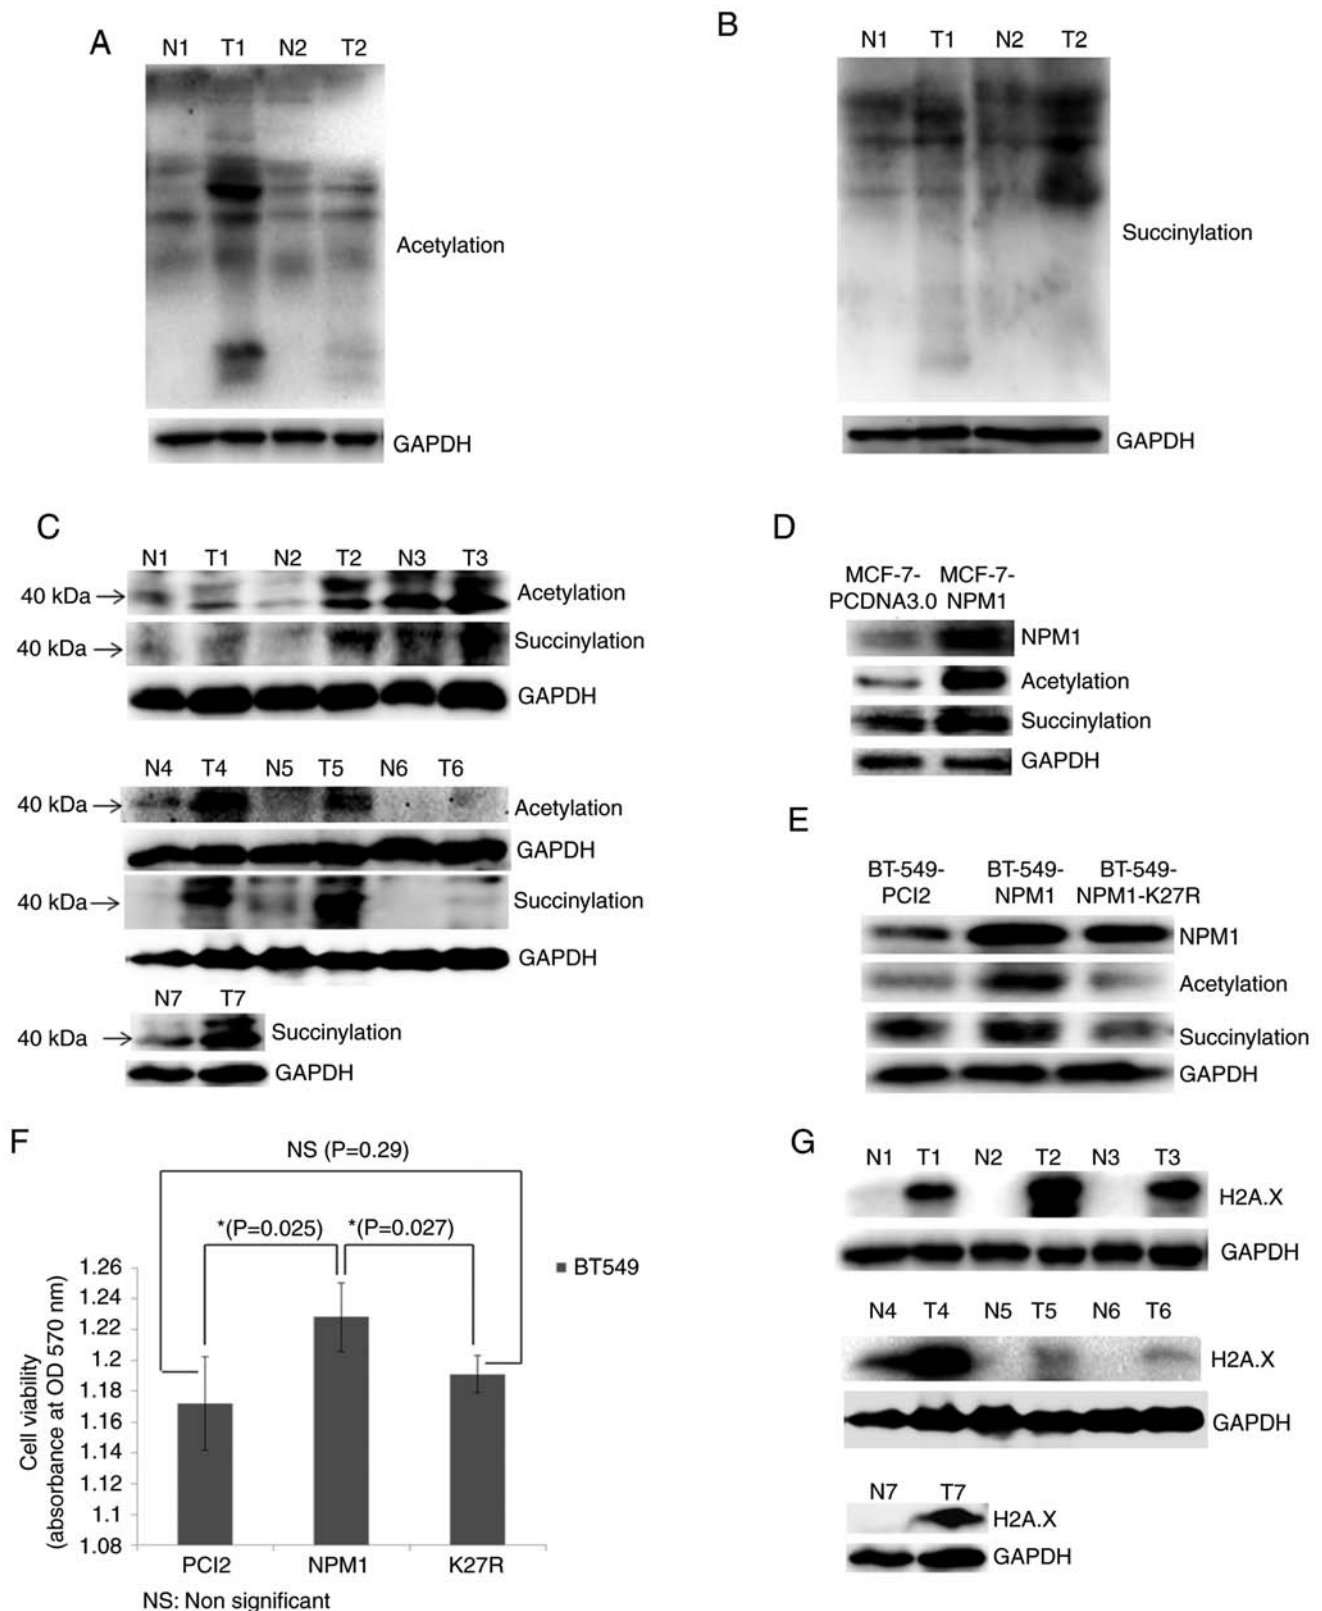 A
N1 T1 N2 T2
Acetylation
GAPDH
B
N1 T1 N2 T2
Succinylation
GAPDH
C
N1 T1 N2 T2 N3 T3
40 kDa Acetylation
40 kDa Succinylation
GAPDH
N4 T4 N5 T5 N6 T6
40 kDa Acetylation
GAPDH
40 kDa Succinylation
GAPDH
N7 T7
40 kDa Succinylation
GAPDH
D
MCF-7- MCF-7-
PCDNA3.0 NPM1
NPM1
Acetylation
Succinylation
GAPDH
E
BT-549- BT-549- BT-549-
PCI2 NPM1 NPM1-K27R
NPM1
Acetylation
Succinylation
GAPDH
F
NS (P=0.29)
*(P=0.025) *(P=0.027)
BT549
Cell viability
(absorbance at OD 570 nm)
1.26
1.24
1.22
1.2
1.18
1.16
1.14
1.12
1.1
1.08
PCI2 NPM1 K27R
NS: Non significant
G
N1 T1 N2 T2 N3 T3
H2A.X
GAPDH
N4 T4 N5 T5 N6 T6
H2A.X
GAPDH
N7 T7
H2A.X
GAPDH